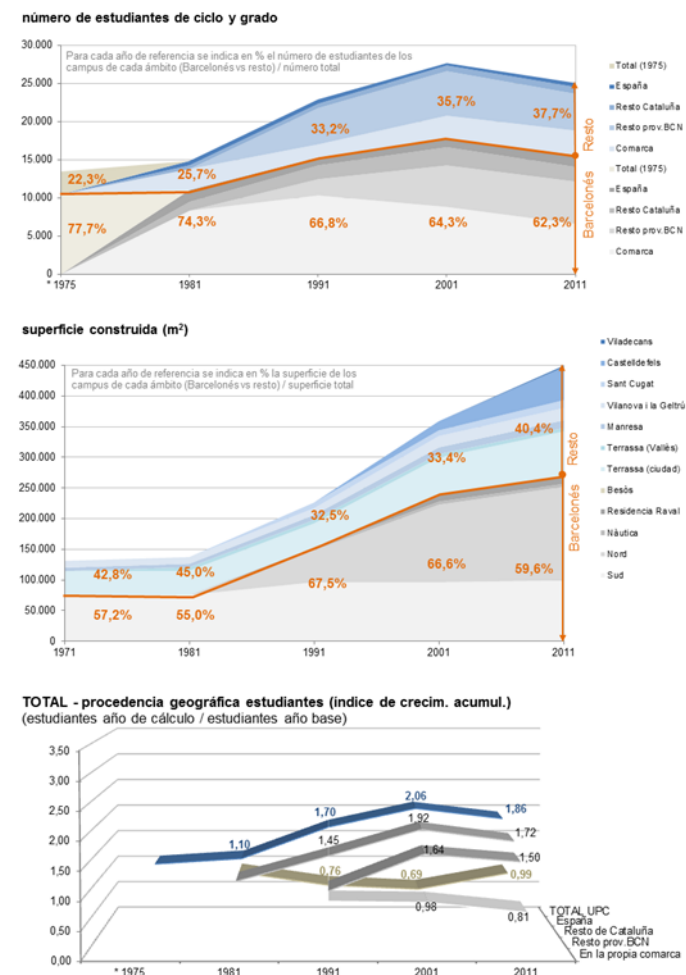 número de estudiantes de ciclo y grado
30.000
Para cada año de referencia se indica en % el número de estudiantes de los
campus de cada ámbito (Barcelonés vs resto) / número total
25.000
20.000
15.000
10.000
5.000
0
22,3%
25,7%
33,2%
35,7%
37,7%
77,7%
74,3%
66,8%
64,3%
62,3%
Resto
Barcelonés
* 1975
1981
1991
2001
2011
Total (1975)
España
Resto Cataluña
Resto prov.BCN
Comarca
Total (1975)
España
Resto Cataluña
Resto prov.BCN
Comarca
superficie construida (m²)
450.000
Para cada año de referencia se indica en % la superficie de los
campus de cada ámbito (Barcelonés vs resto) / superficie total
400.000
350.000
300.000
250.000
200.000
150.000
100.000
50.000
0
42,8%
45,0%
32,5%
33,4%
40,4%
57,2%
55,0%
67,5%
66,6%
59,6%
Resto
Barcelonés
1971
1981
1991
2001
2011
Viladecans
Castelldefels
Sant Cugat
Vilanova i la Geltrú
Manresa
Terrassa (Vallès)
Terrassa (ciudad)
Besòs
Residencia Raval
Nàutica
Nord
Sud
TOTAL - procedencia geográfica estudiantes (índice de crecim. acumul.)
(estudiantes año de cálculo / estudiantes año base)
3,50
3,00
2,50
2,00
1,50
1,00
0,50
0,00
1,10
1,70
2,06
1,86
1,45
1,92
1,72
1,64
1,50
0,76
0,69
0,99
0,98
0,81
TOTAL UPC
España
Resto de Cataluña
Resto prov.BCN
En la propia comarca
* 1975
1981
1991
2001
2011